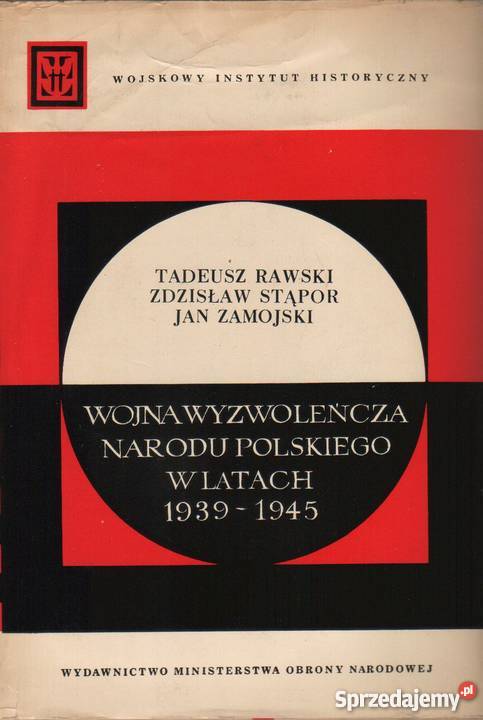 WOJSKOWY INSTYTUT HISTORYCZNY
TADEUSZ RAWSKI
ZDZISŁAW STĄPOR
JAN ZAMOJSKI
WOJNA WYZWOLEŃCZA
NARODU POLSKIEGO
W LATACH
1939-1945
WYDAWNICTWO MINISTERSTWA OBRONY NARODOWEJ
Sprzedajemy.pl